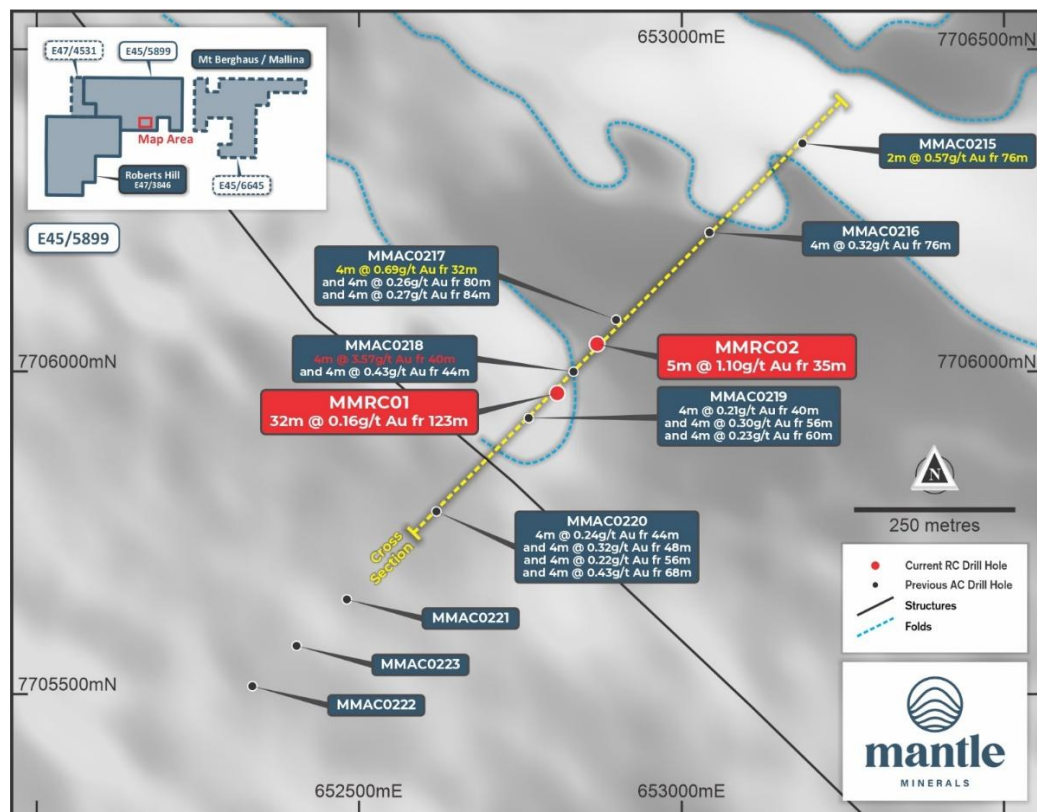 653000mE
7706500mN
E47/4531
E45/5899
Mt Berghaus / Mallina
Map Area
Roberts Hill
E47/3846
E45/6645
E45/5899
MMAC0215
2m @ 0.57g/t Au fr 76m
MMAC0216
4m @ 0.32g/t Au fr 76m
MMAC0217
4m @ 0.69g/t Au fr 32m
and 4m @ 0.26g/t Au fr 80m
and 4m @ 0.27g/t Au fr 84m
7706000mN
MMAC0218
4m @ 3.57g/t Au fr 40m
and 4m @ 0.43g/t Au fr 44m
MMRC02
5m @ 1.10g/t Au fr 35m
7706000mN
MMRC01
32m @ 0.16g/t Au fr 123m
MMAC0219
4m @ 0.21g/t Au fr 40m
and 4m @ 0.30g/t Au fr 56m
and 4m @ 0.23g/t Au fr 60m
N
250 metres
MMAC0220
4m @ 0.24g/t Au fr 44m
and 4m @ 0.32g/t Au fr 48m
and 4m @ 0.22g/t Au fr 56m
and 4m @ 0.43g/t Au fr 68m
Cross
Section
Current RC Drill Hole
Previous AC Drill Hole
Structures
Folds
MMAC0221
MMAC0223
MMAC0222
7705500mN
mantle
MINERALS
652500mE
653000mE